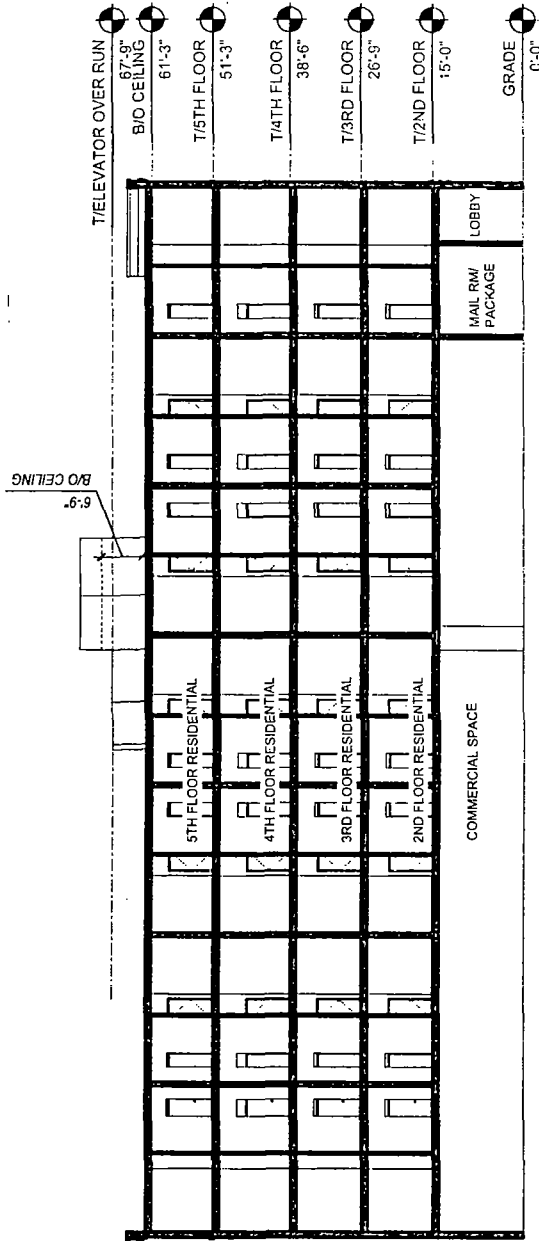 T/ELEVATOR OVER RUN
67'-9"
B/O CEILING
61'-3"
T/5TH FLOOR
51'-3"
T/4TH FLOOR
38'-6"
T/3RD FLOOR
26'-9"
T/2ND FLOOR
15'-0"
GRADE
0'-0"
6'-9"
B/O CEILING
LOBBY
MAIL RM/
PACKAGE
5TH FLOOR RESIDENTIAL
4TH FLOOR RESIDENTIAL
3RD FLOOR RESIDENTIAL
2ND FLOOR RESIDENTIAL
COMMERCIAL SPACE